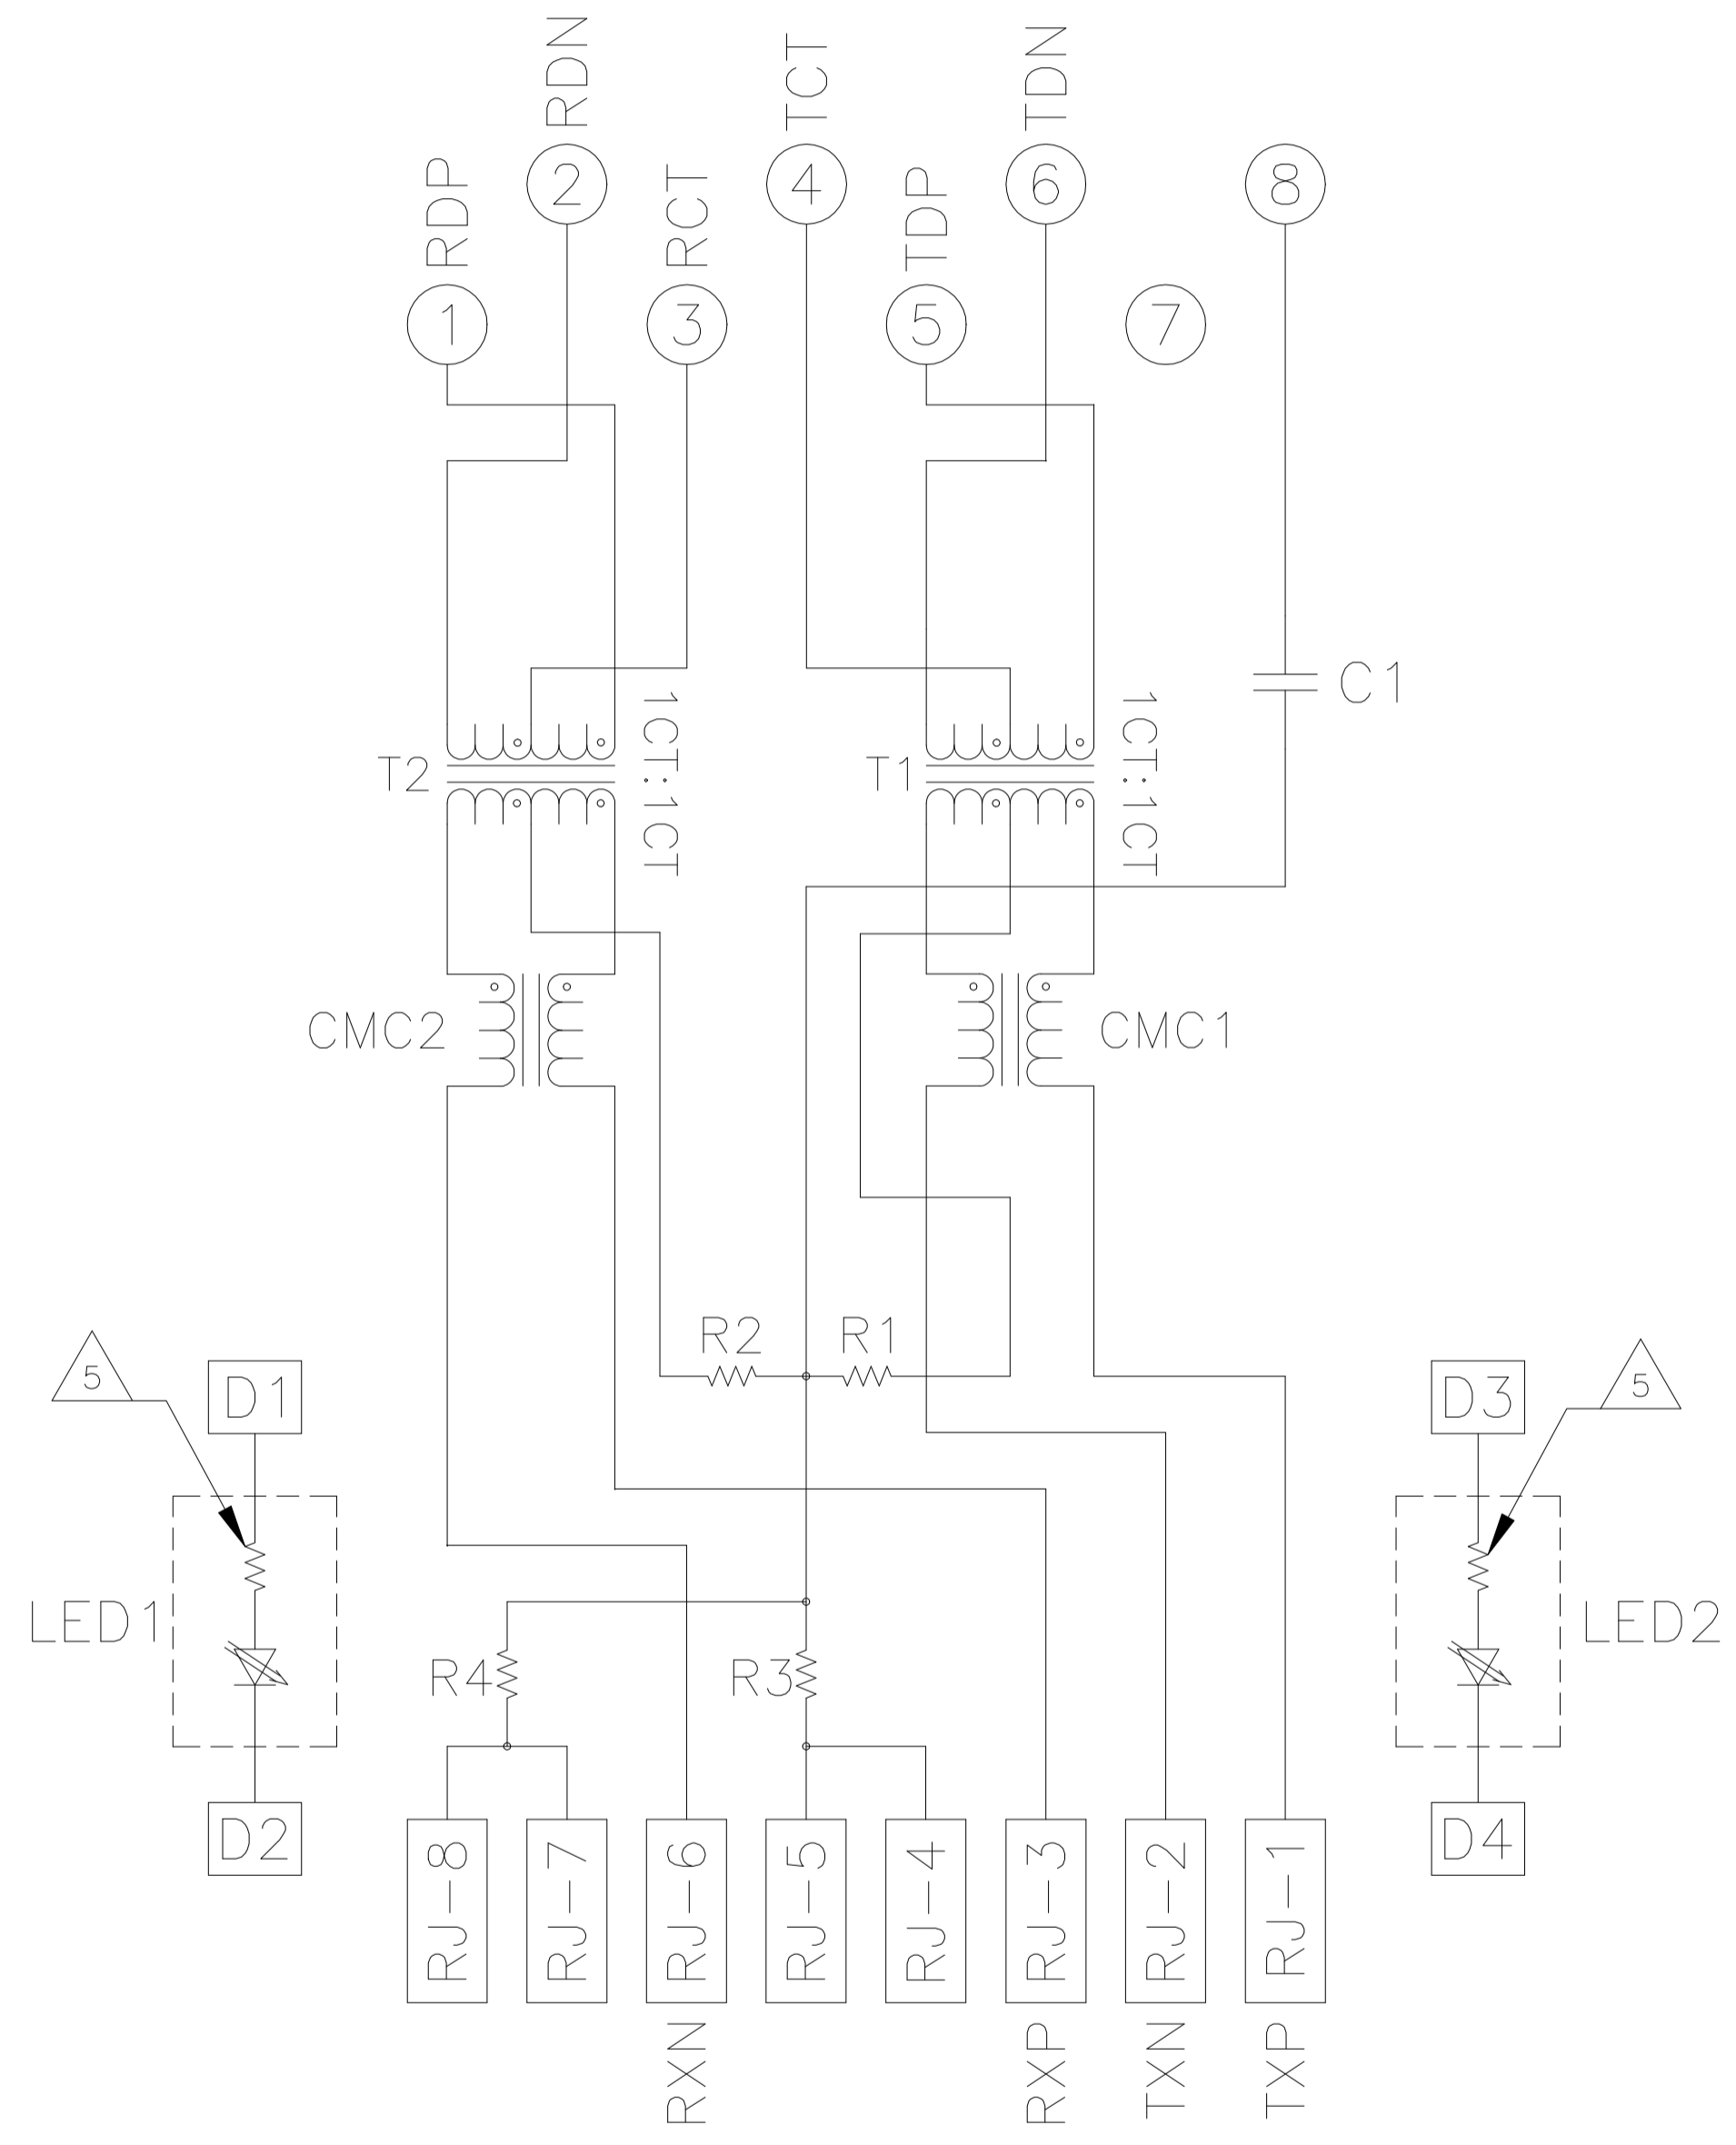 RDN
TCT
TDN
RDP
RCT
TDP
2
4
6
8
1
3
5
7
C1
T2
1CT:1CT
T1
1CT:1CT
CMC2
CMC1
R2
R1
5
D1
D3
5
LED1
LED2
R4
R3
D2
D4
RJ-8
RJ-7
RJ-6
RJ-5
RJ-4
RJ-3
RJ-2
RJ-1
RXN
RXP
TXN
TXP